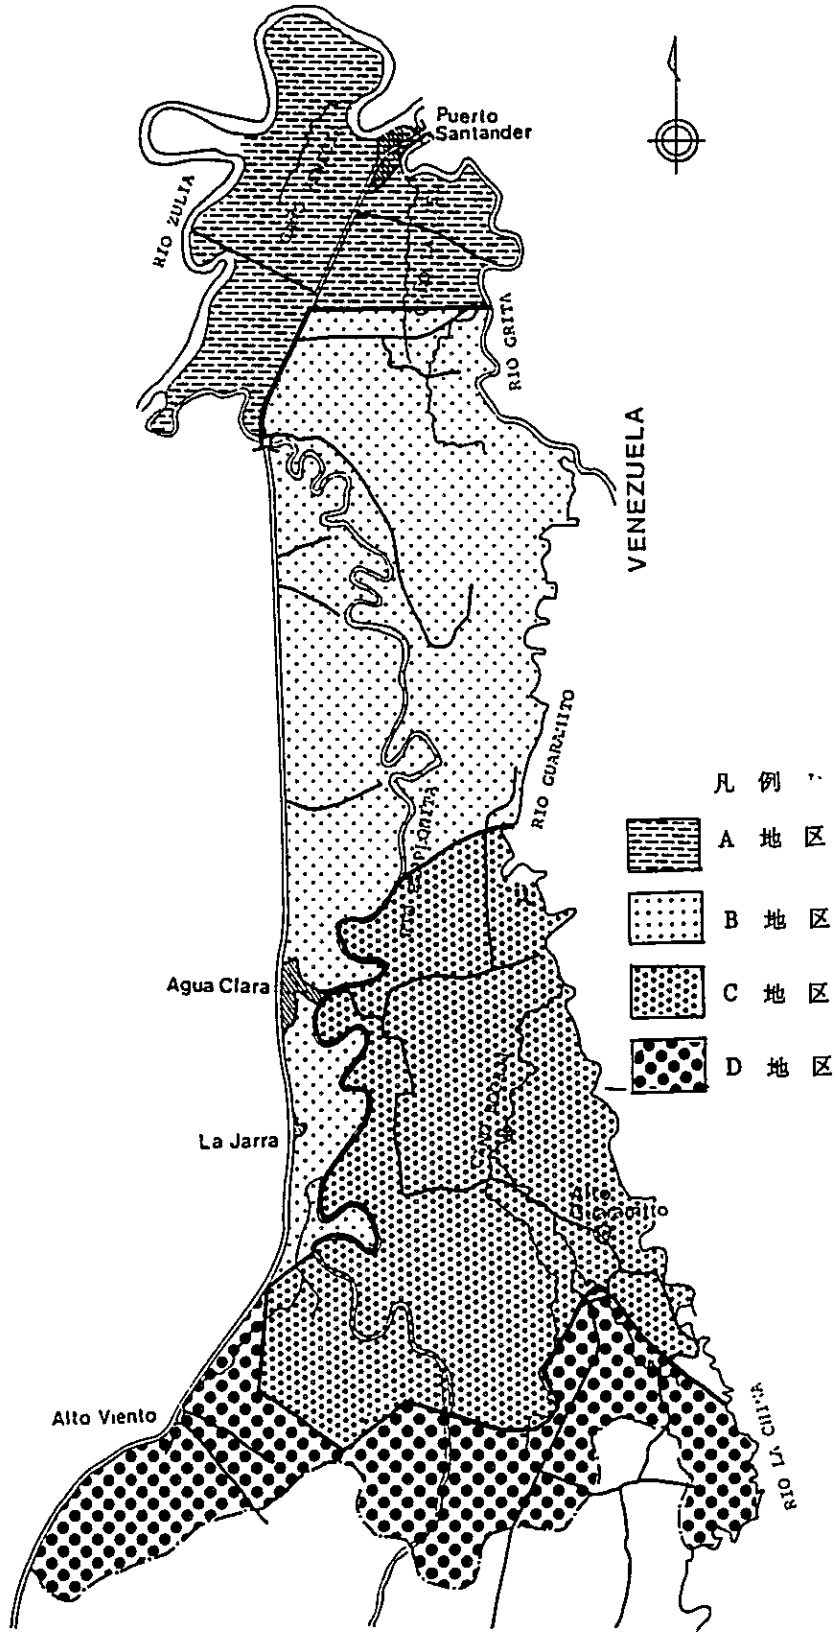 Puerto
Santander
RIO ZULIA
RIO GRITA
VENEZUELA
RIO GUARAMITO
凡 例
A 地 区
B 地 区
C 地 区
D 地 区
Agua Clara
La Jarra
Alto
Alto Viento
RIO LA